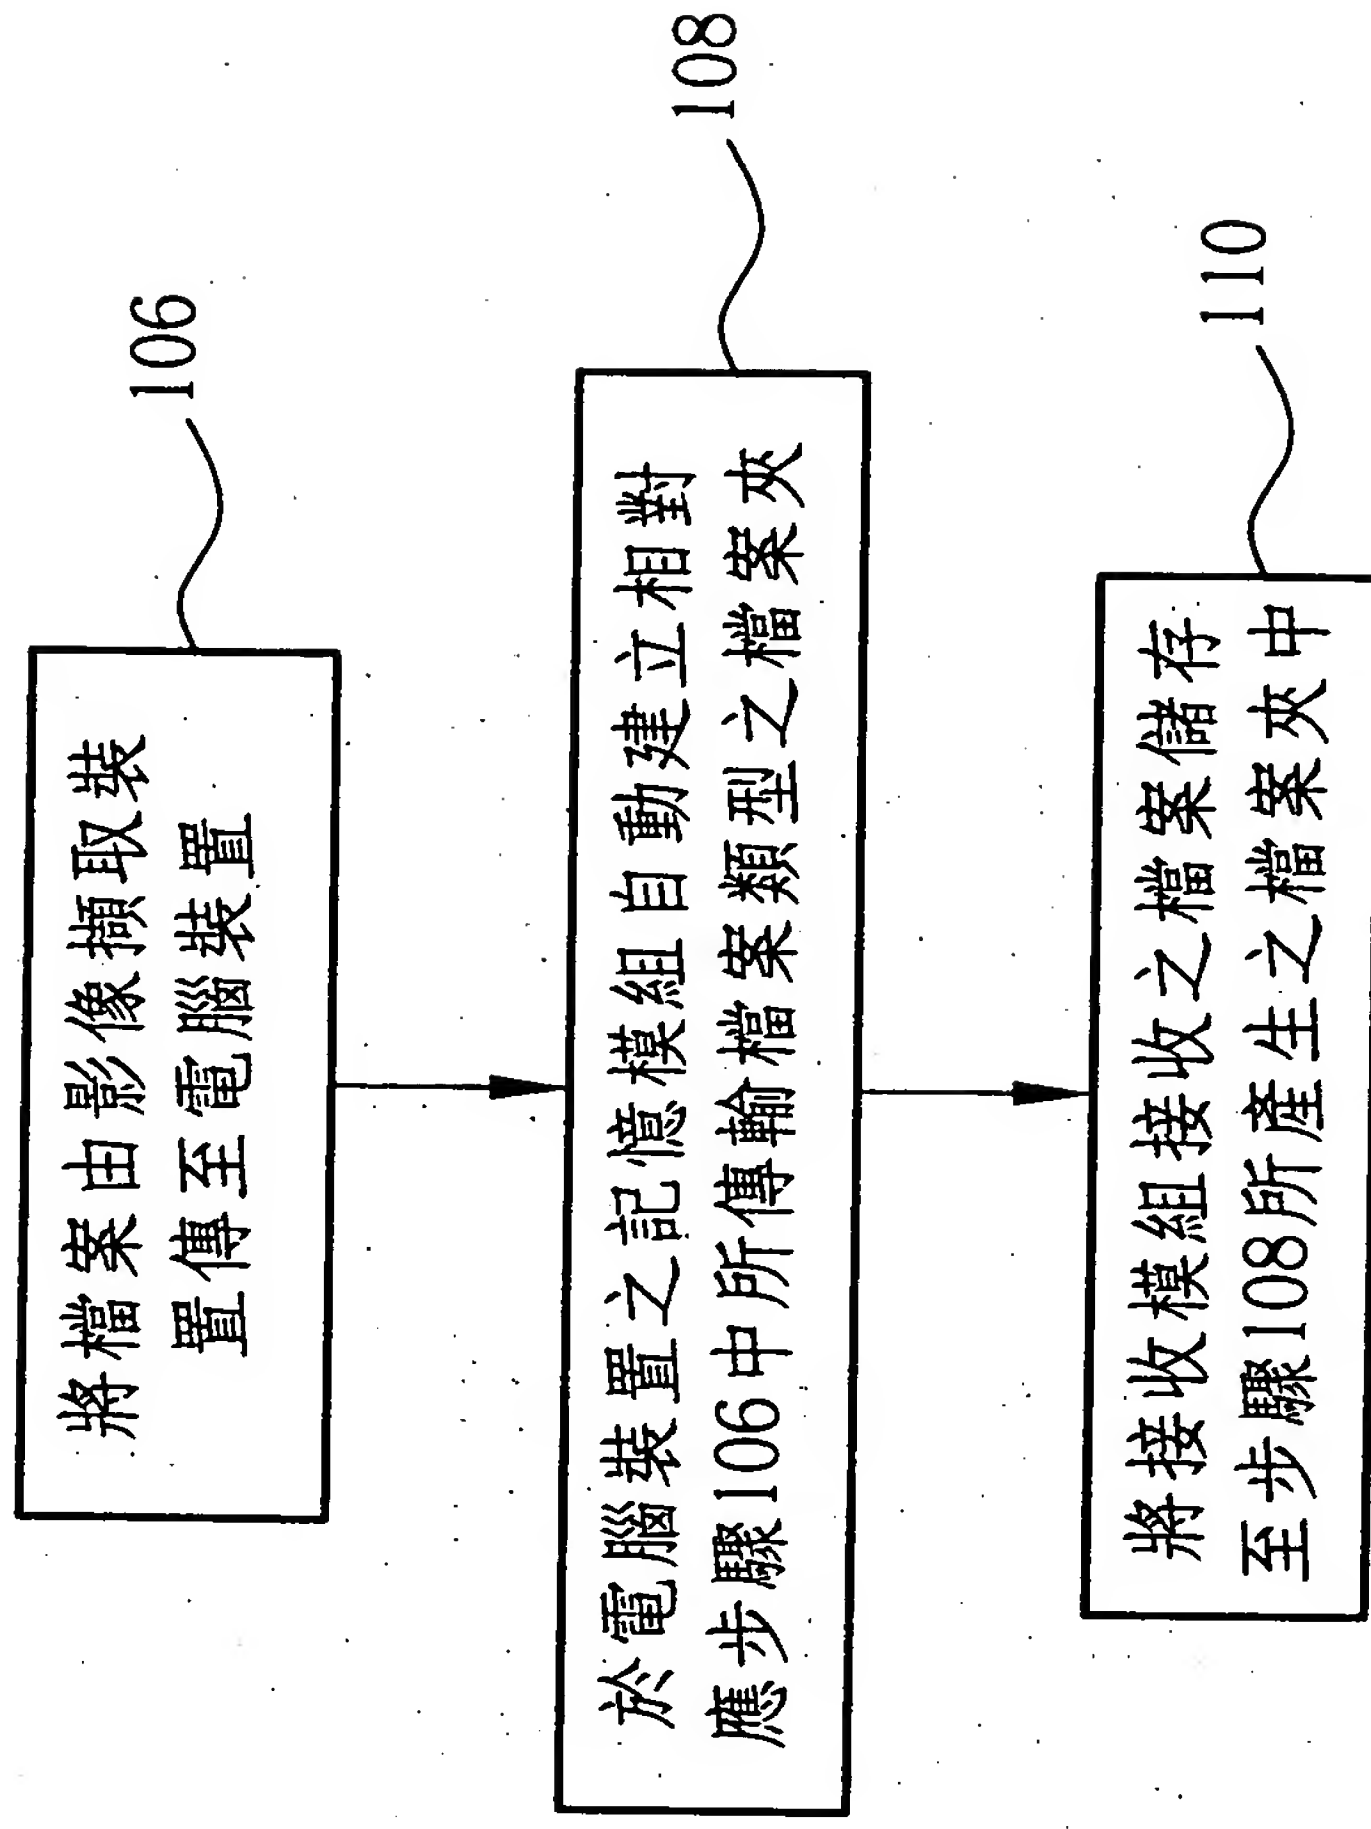 106
將檔案由影像擷取裝
置傳至電腦裝置
108
於電腦裝置之記憶模組自動建立相對
應步驟106中所傳輸檔案類型之檔案夾
110
將接收模組接收之檔案儲存
至步驟108所產生之檔案夾中